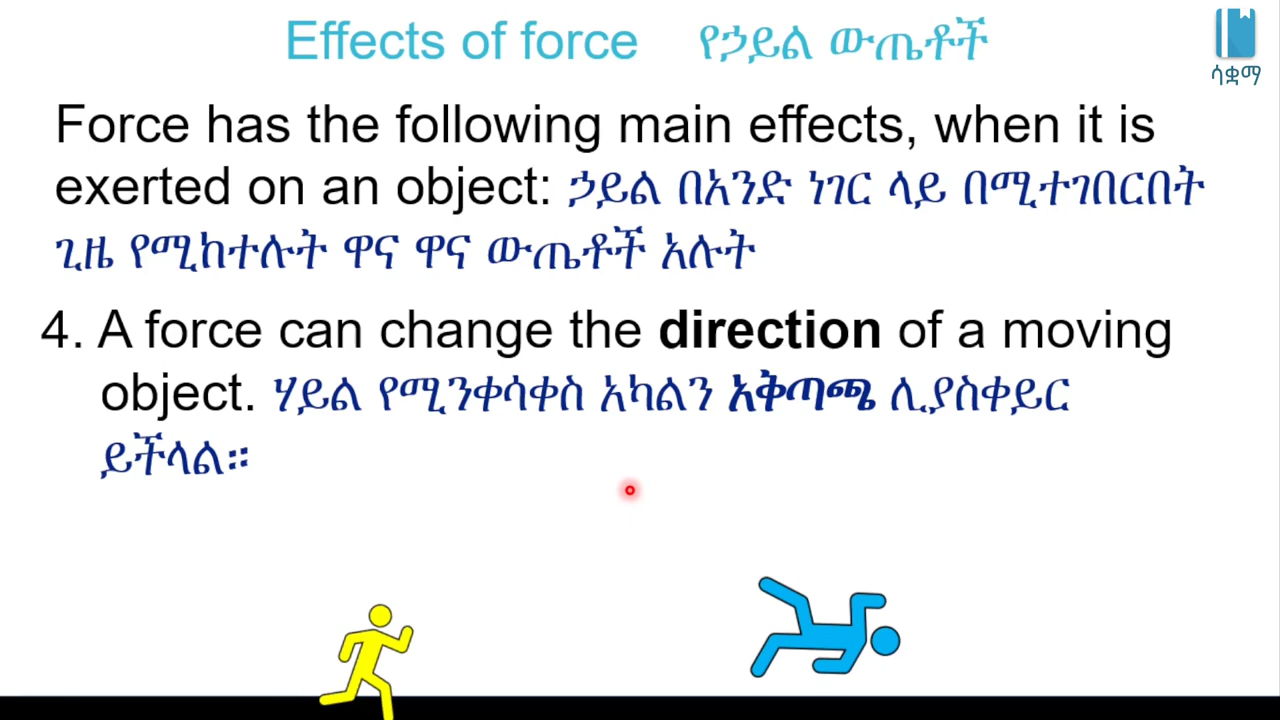 Effects of force የኃይል ውጤቶች
ሳቋማ
Force has the following main effects, when it is
exerted on an object: ኃይል በአንድ ነገር ላይ በሚተገበርበት
ጊዜ የሚከተሉት ዋና ዋና ውጤቶች አሉት
4. A force can change the direction of a moving
object. ሃይል የሚንቀሳቀስ አካልን አቅጣጫ ሊያስቀይር
ይችላል።